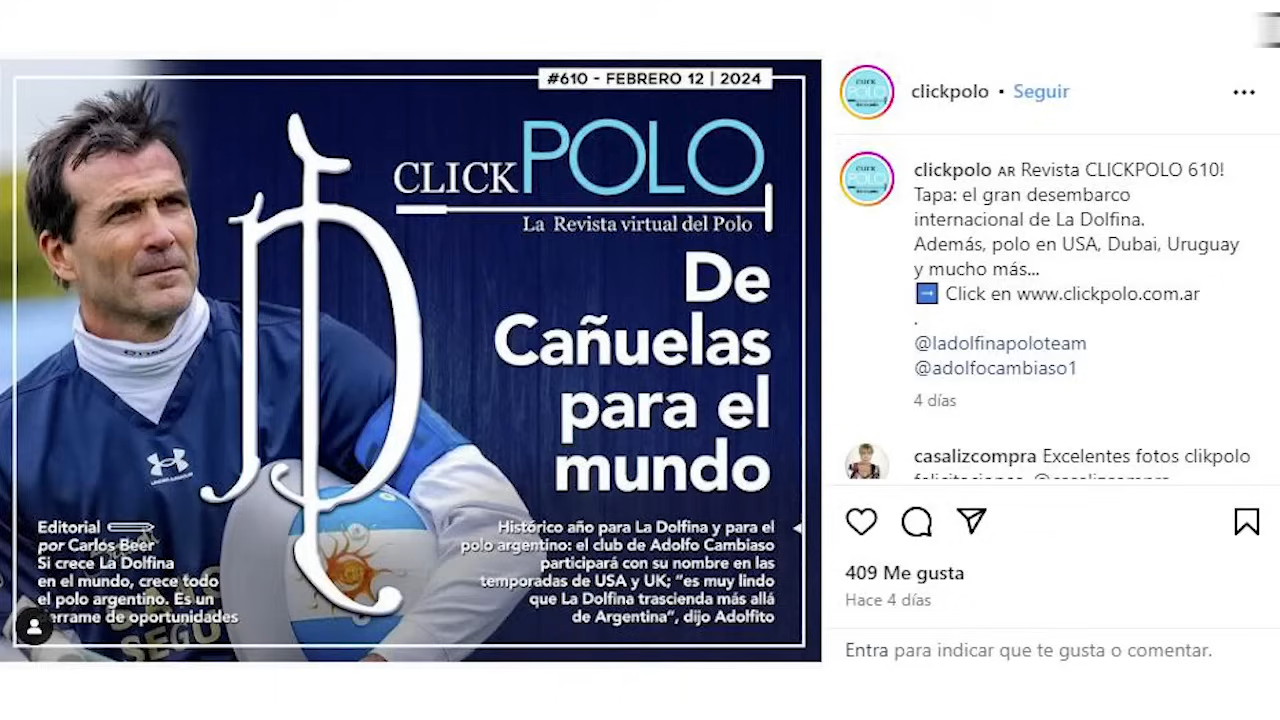 #610 - FEBRERO 12 | 2024
CLICKPOLO
La Revista virtual del Polo
De
Cañuelas
para el
mundo
Editorial
por Carlos Beer
Si crece La Dolfina
en el mundo, crece todo
el polo argentino. Es un
derrame de oportunidades
Histórico año para La Dolfina y para el
polo argentino: el club de Adolfo Cambiaso
participará con su nombre en las
temporadas de USA y UK; "es muy lindo
que La Dolfina trascienda más allá
de Argentina", dijo Adolfito
UNDER ARMOUR
SEGU
clickpolo • Seguir
clickpolo AR Revista CLICKPOLO 610!
Tapa: el gran desembarco
internacional de La Dolfina.
Además, polo en USA, Dubai, Uruguay
y mucho más...
Click en www.clickpolo.com.ar
.
@ladolfinapoloteam
@adolfocambiaso1
4 días
casalizcompra Excelentes fotos clikpolo
felicitaciones @casalizcompra
409 Me gusta
Hace 4 días
Entra para indicar que te gusta o comentar.